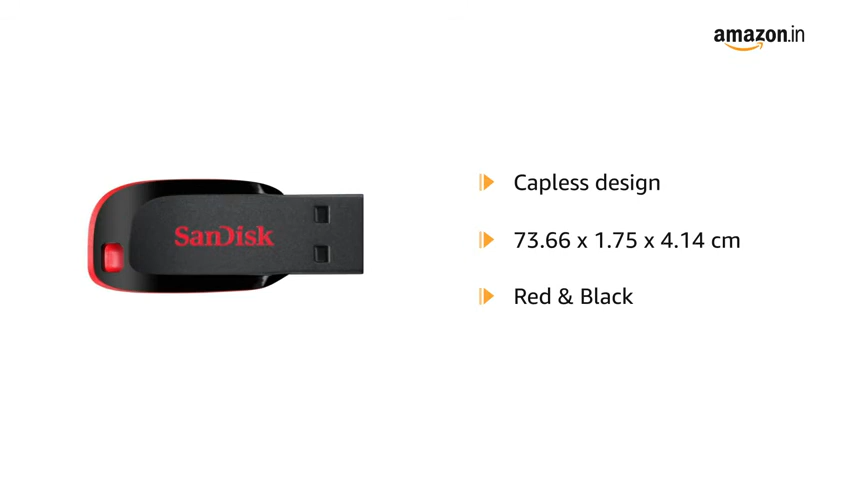 amazon.in
Capless design
SanDisk
73.66 x 1.75 x 4.14 cm
Red & Black